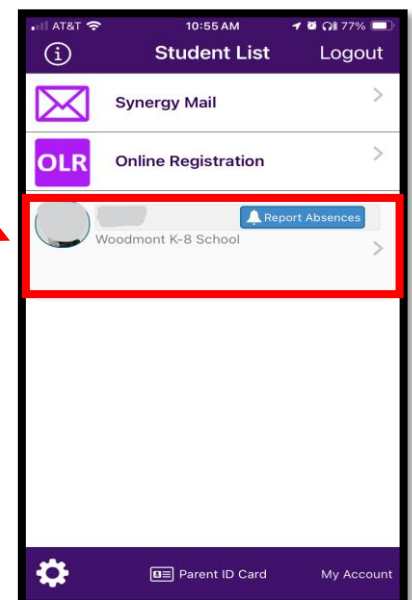 AT&T 10:55 AM 77%
Student List Logout
Synergy Mail
OLR Online Registration
Report Absences
Woodmont K-8 School
Parent ID Card My Account